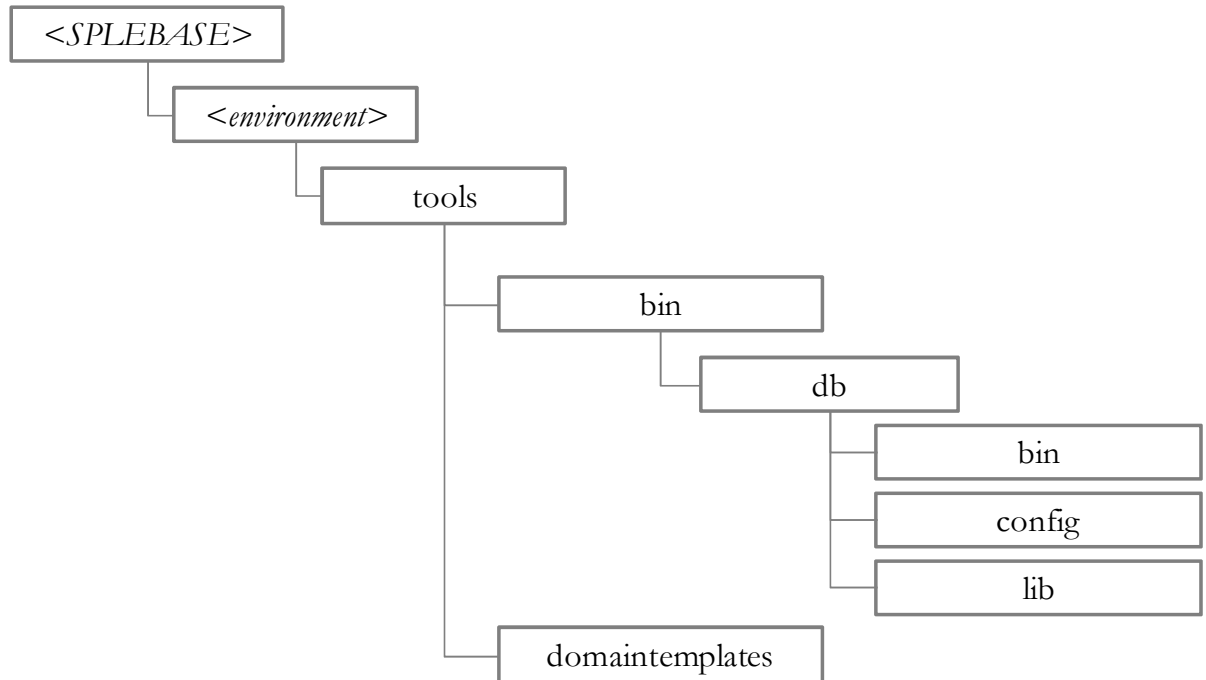 <SPLEBASE>
<environment>
tools
bin
db
bin
config
lib
domaintemplates